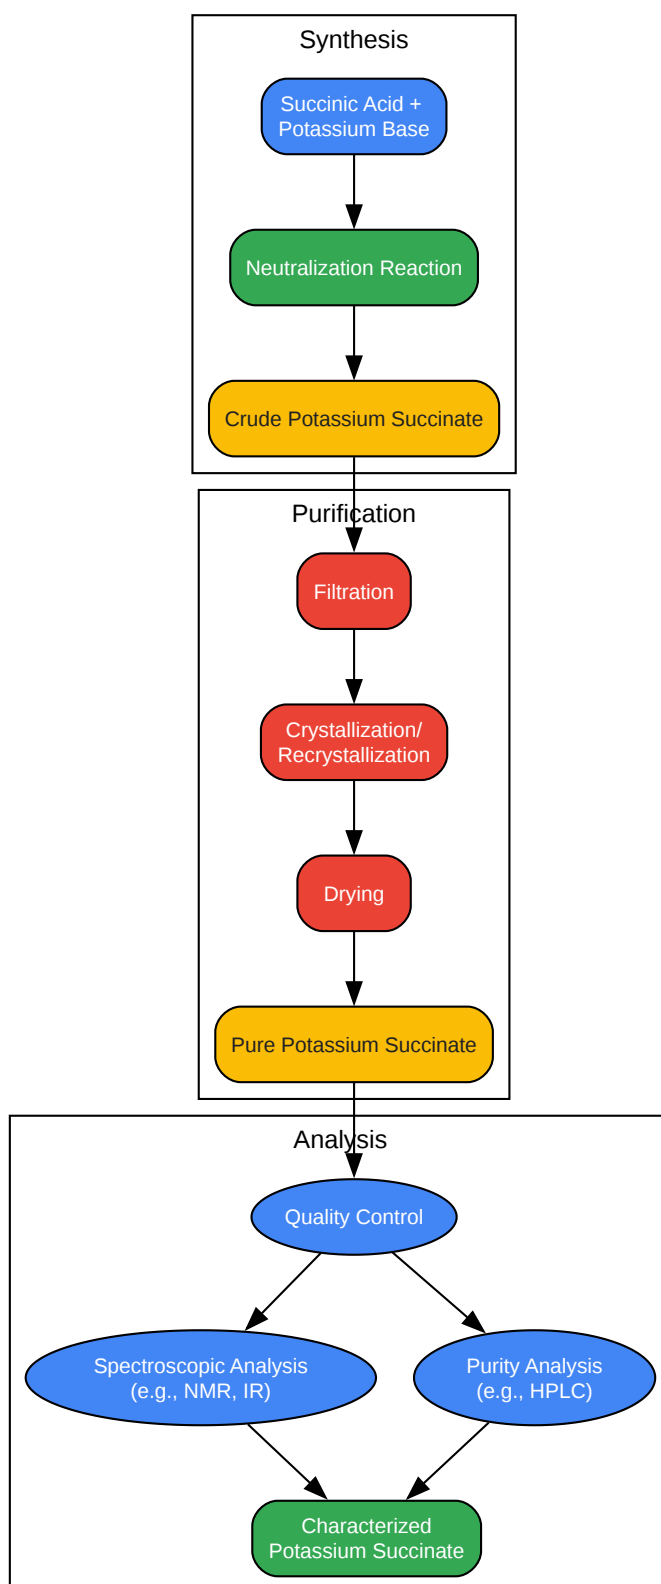 Synthesis
Succinic Acid +
Potassium Base
Neutralization Reaction
Crude Potassium Succinate
Purification
Filtration
Crystallization/
Recrystallization
Drying
Pure Potassium Succinate
Analysis
Quality Control
Spectroscopic Analysis
(e.g., NMR, IR)
Purity Analysis
(e.g., HPLC)
Characterized
Potassium Succinate